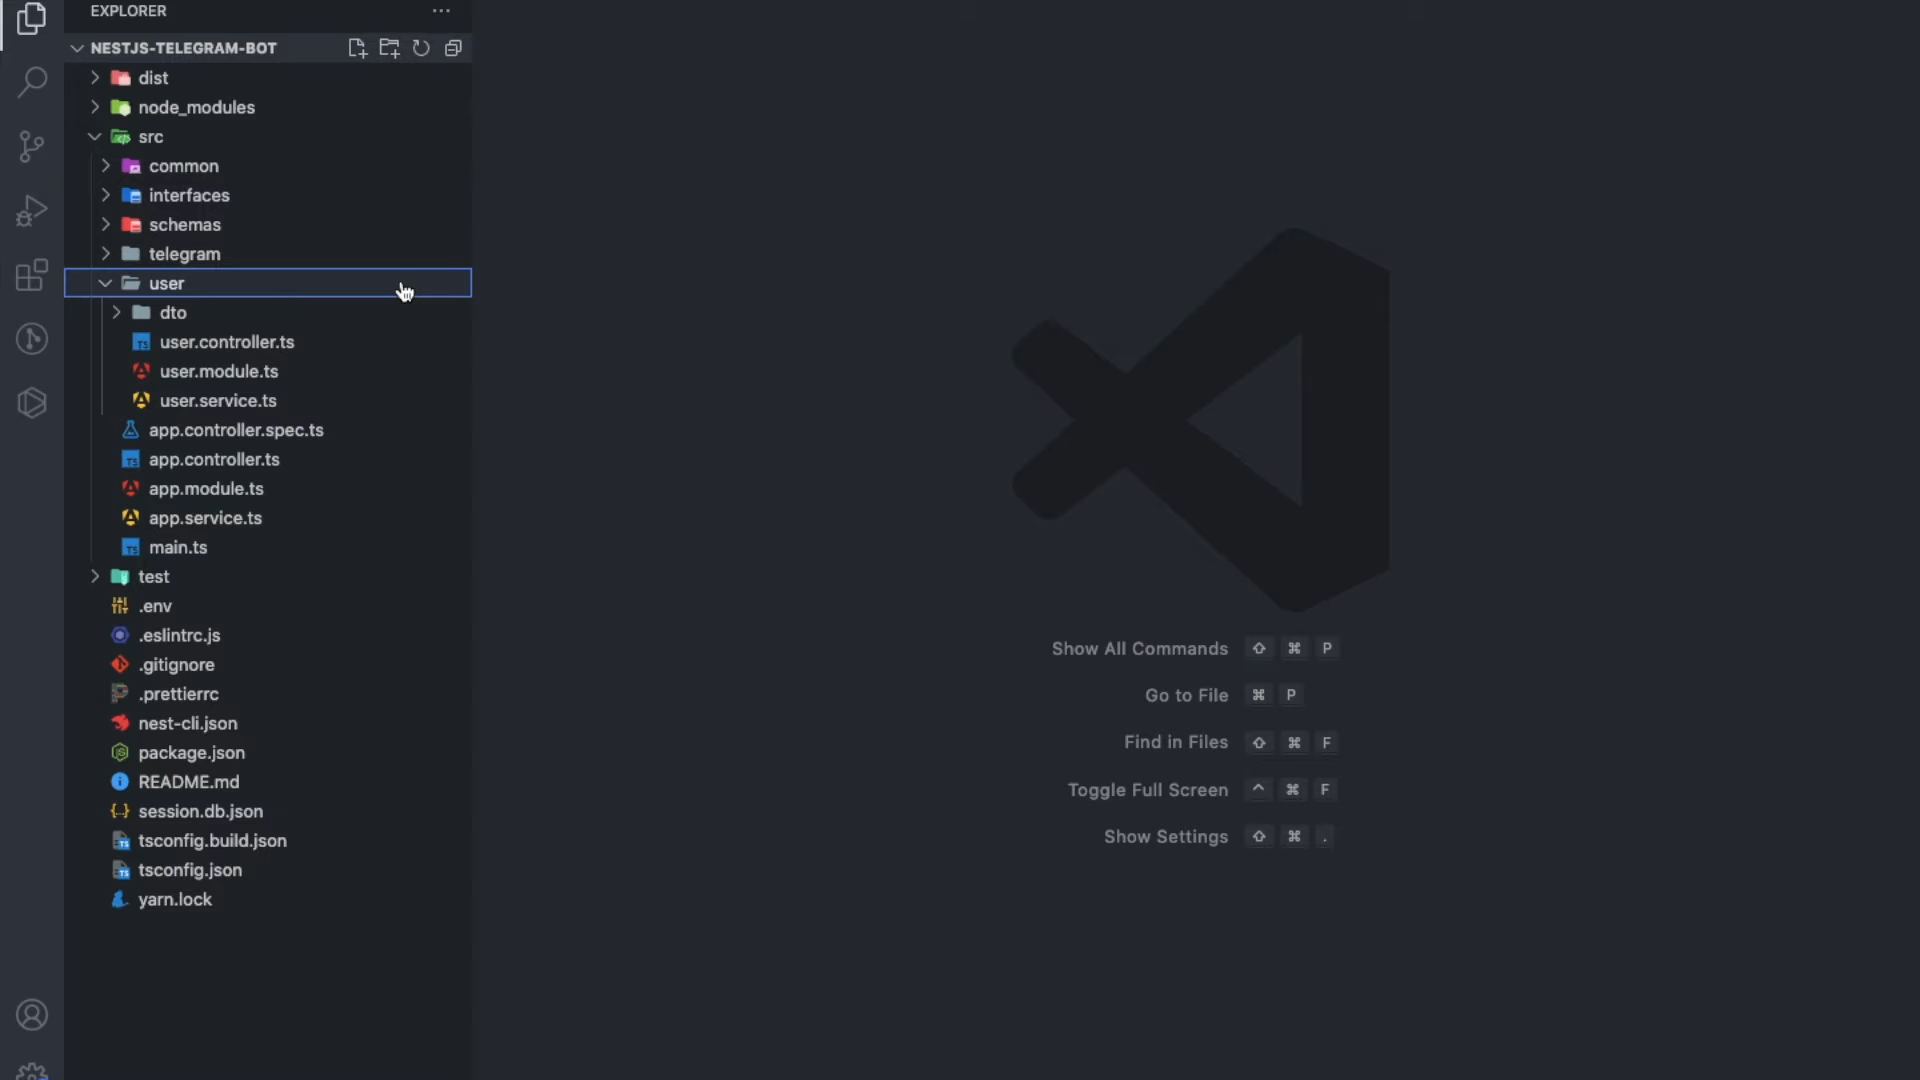 EXPLORER
NESTJS-TELEGRAM-BOT
dist
node_modules
src
common
interfaces
schemas
telegram
user
dto
user.controller.ts
user.module.ts
user.service.ts
app.controller.spec.ts
app.controller.ts
app.module.ts
app.service.ts
main.ts
test
.env
.eslintrc.js
.gitignore
.prettierrc
nest-cli.json
package.json
README.md
session.db.json
tsconfig.build.json
tsconfig.json
yarn.lock
Show All Commands ⇧ ⌘ P
Go to File ⌘ P
Find in Files ⇧ ⌘ F
Toggle Full Screen ^ ⌘ F
Show Settings ⇧ ⌘ .